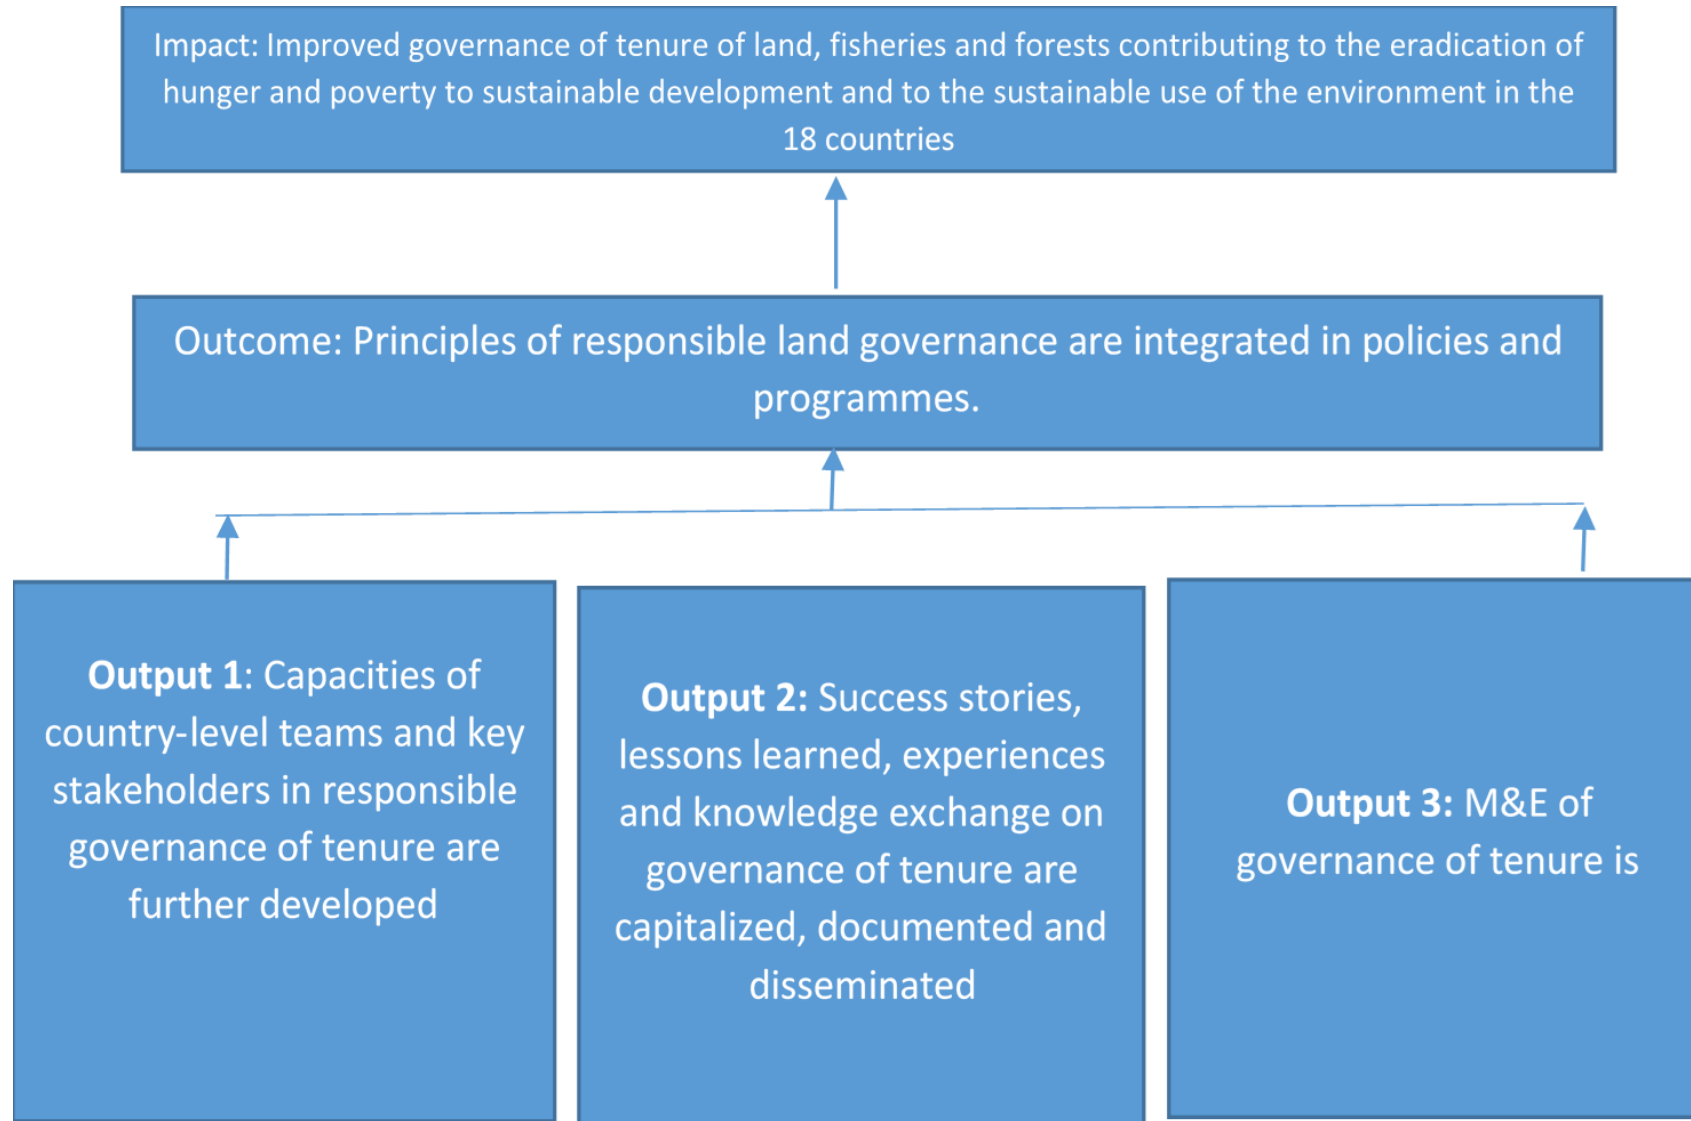 Impact: Improved governance of tenure of land, fisheries and forests contributing to the eradication of
hunger and poverty to sustainable development and to the sustainable use of the environment in the
18 countries
Outcome: Principles of responsible land governance are integrated in policies and
programmes.
Output 1: Capacities of
country-level teams and key
stakeholders in responsible
governance of tenure are
further developed
Output 2: Success stories,
lessons learned, experiences
and knowledge exchange on
governance of tenure are
capitalized, documented and
disseminated
Output 3: M&E of
governance of tenure is